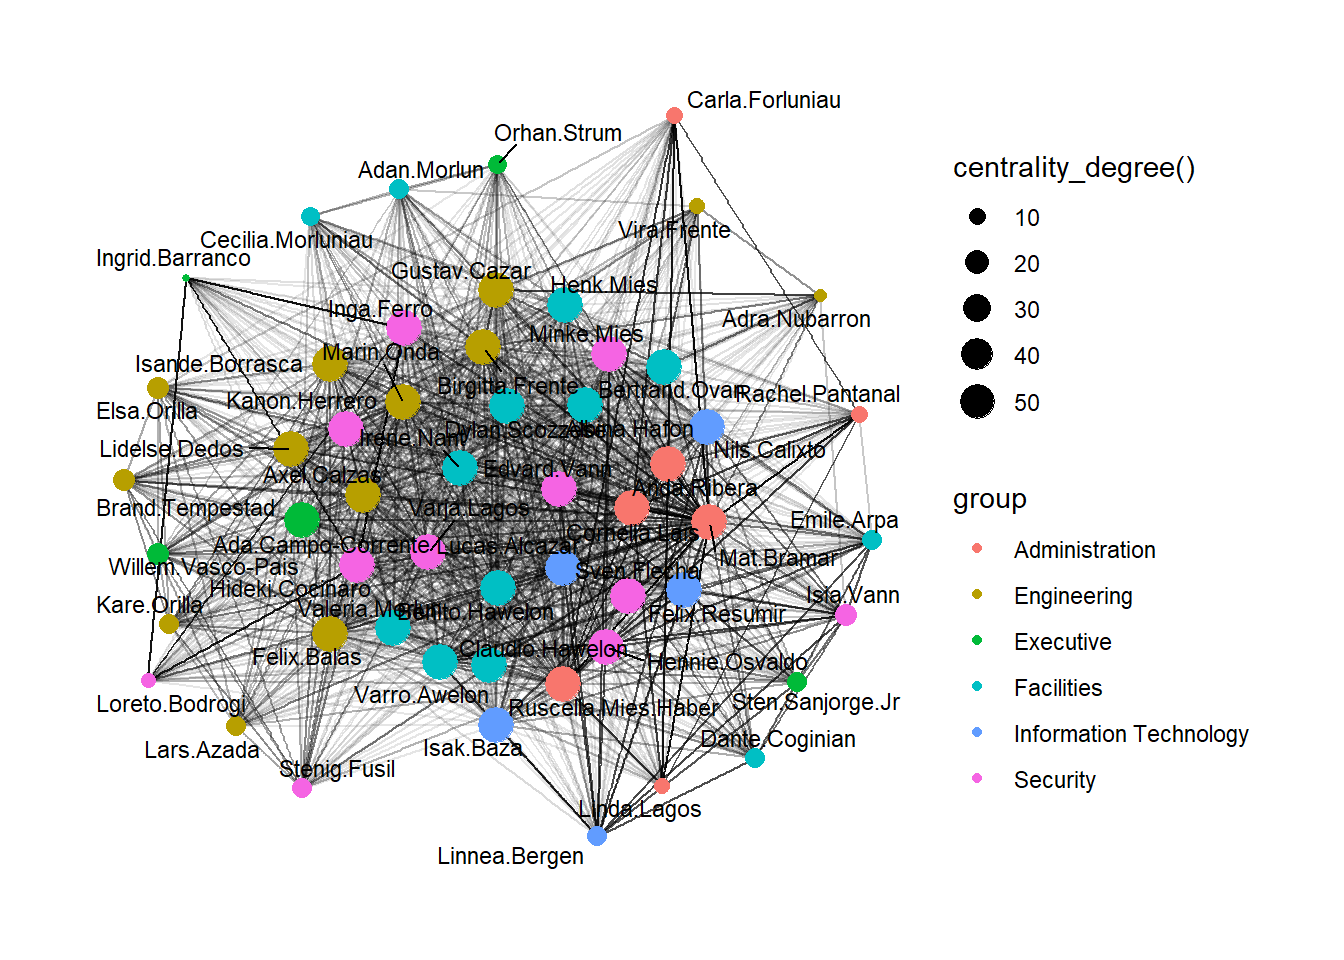 Carla.Forluniau
Orhan.Strum
Adan.Morlun
Vira.Frente
Cecilia.Morluniau
Ingrid.Barranco
Gustav.Cazar
Henk.Mies
Inga.Ferro
Adra.Nubarron
Minke.Mies
Marin.Onda
Isande.Borrasca
Birgitta.Frente
Bertrand.Ovan
Rachel.Pantanal
Kanon.Herrero
Elsa.Orilla
Irene.Nant
Dylan.Scozzese
Albina.Hafon
Lidelse.Dedos
Nils.Calixto
Axel.Calzas
Edvard.Vann
Anda.Ribera
Brand.Tempestad
Varja.Lagos
Emile.Arpa
Cornelia.Lais
Ada.Campo-Corrente
Lucas.Alcazar
Mat.Bramar
Willem.Vasco-Pais
Sven.Flecha
Hideki.Cocinaro
Isia.Vann
Kare.Orilla
Valeria.Morlun
Benito.Hawelon
Felix.Resumir
Claudio.Hawelon
Felix.Balas
Hennie.Osvaldo
Varro.Awelon
Loreto.Bodrogi
Ruscella.Mies.Haber
Sten.Sanjorge.Jr
Dante.Coginian
Lars.Azada
Isak.Baza
Stenig.Fusil
Linda.Lagos
Linnea.Bergen
centrality_degree()
10
20
30
40
50
group
Administration
Engineering
Executive
Facilities
Information Technology
Security